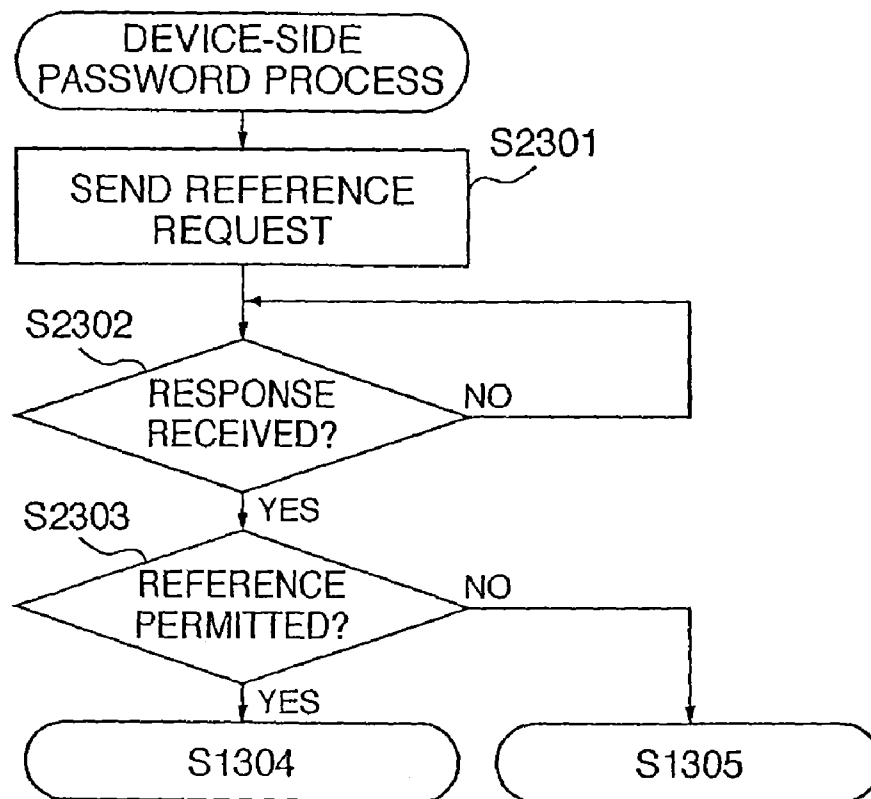 DEVICE-SIDE
PASSWORD PROCESS
S2301
SEND REFERENCE
REQUEST
S2302
RESPONSE
RECEIVED?
NO
YES
S2303
REFERENCE
PERMITTED?
NO
YES
S1304
S1305